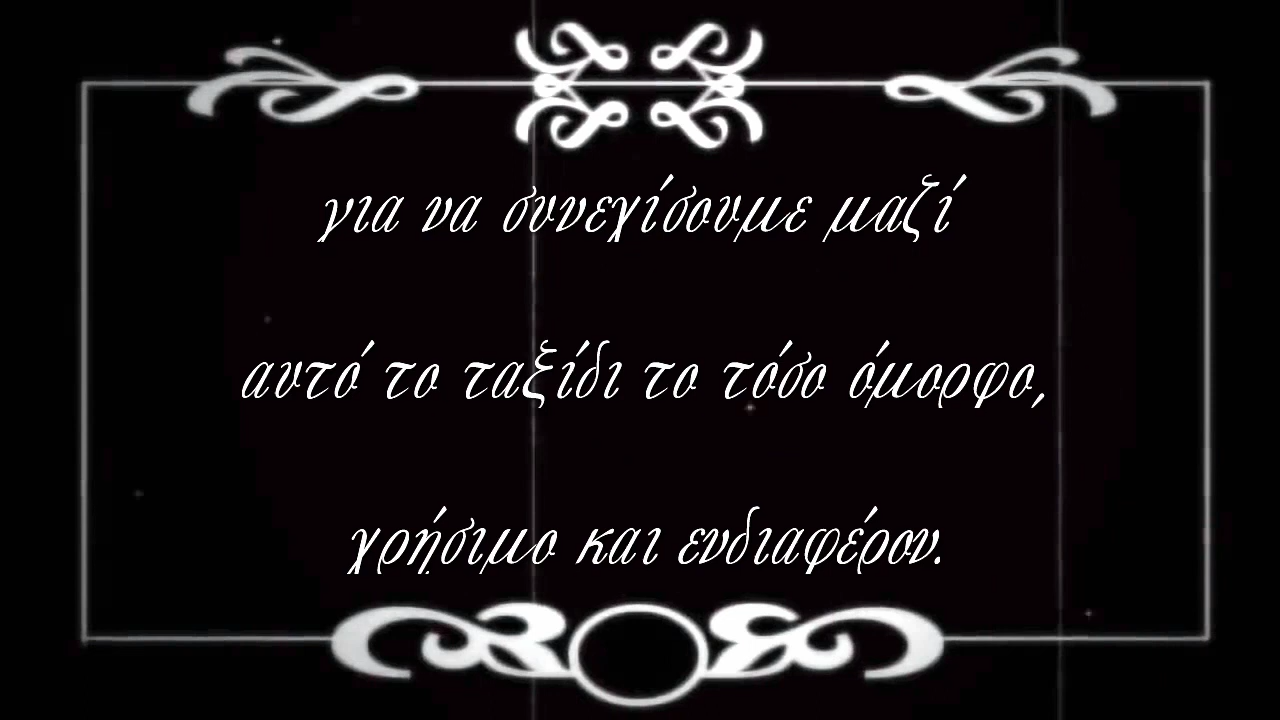 για να συνεχίσουμε μαζί
αυτό το ταξίδι το τόσο όμορφο,
χρήσιμο και ενδιαφέρον.